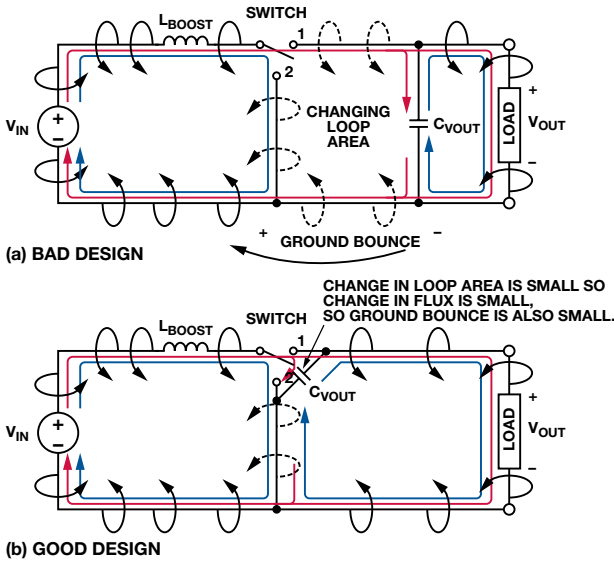 SWITCH
L BOOST
1
2
V IN
+
−
CHANGING
LOOP
AREA
C VOUT
LOAD
+
V OUT
−
+ GROUND BOUNCE −
(a) BAD DESIGN
CHANGE IN LOOP AREA IS SMALL SO
CHANGE IN FLUX IS SMALL,
SO GROUND BOUNCE IS ALSO SMALL.
SWITCH
L BOOST
1
2
C VOUT
V IN
+
−
LOAD
+
V OUT
−
(b) GOOD DESIGN